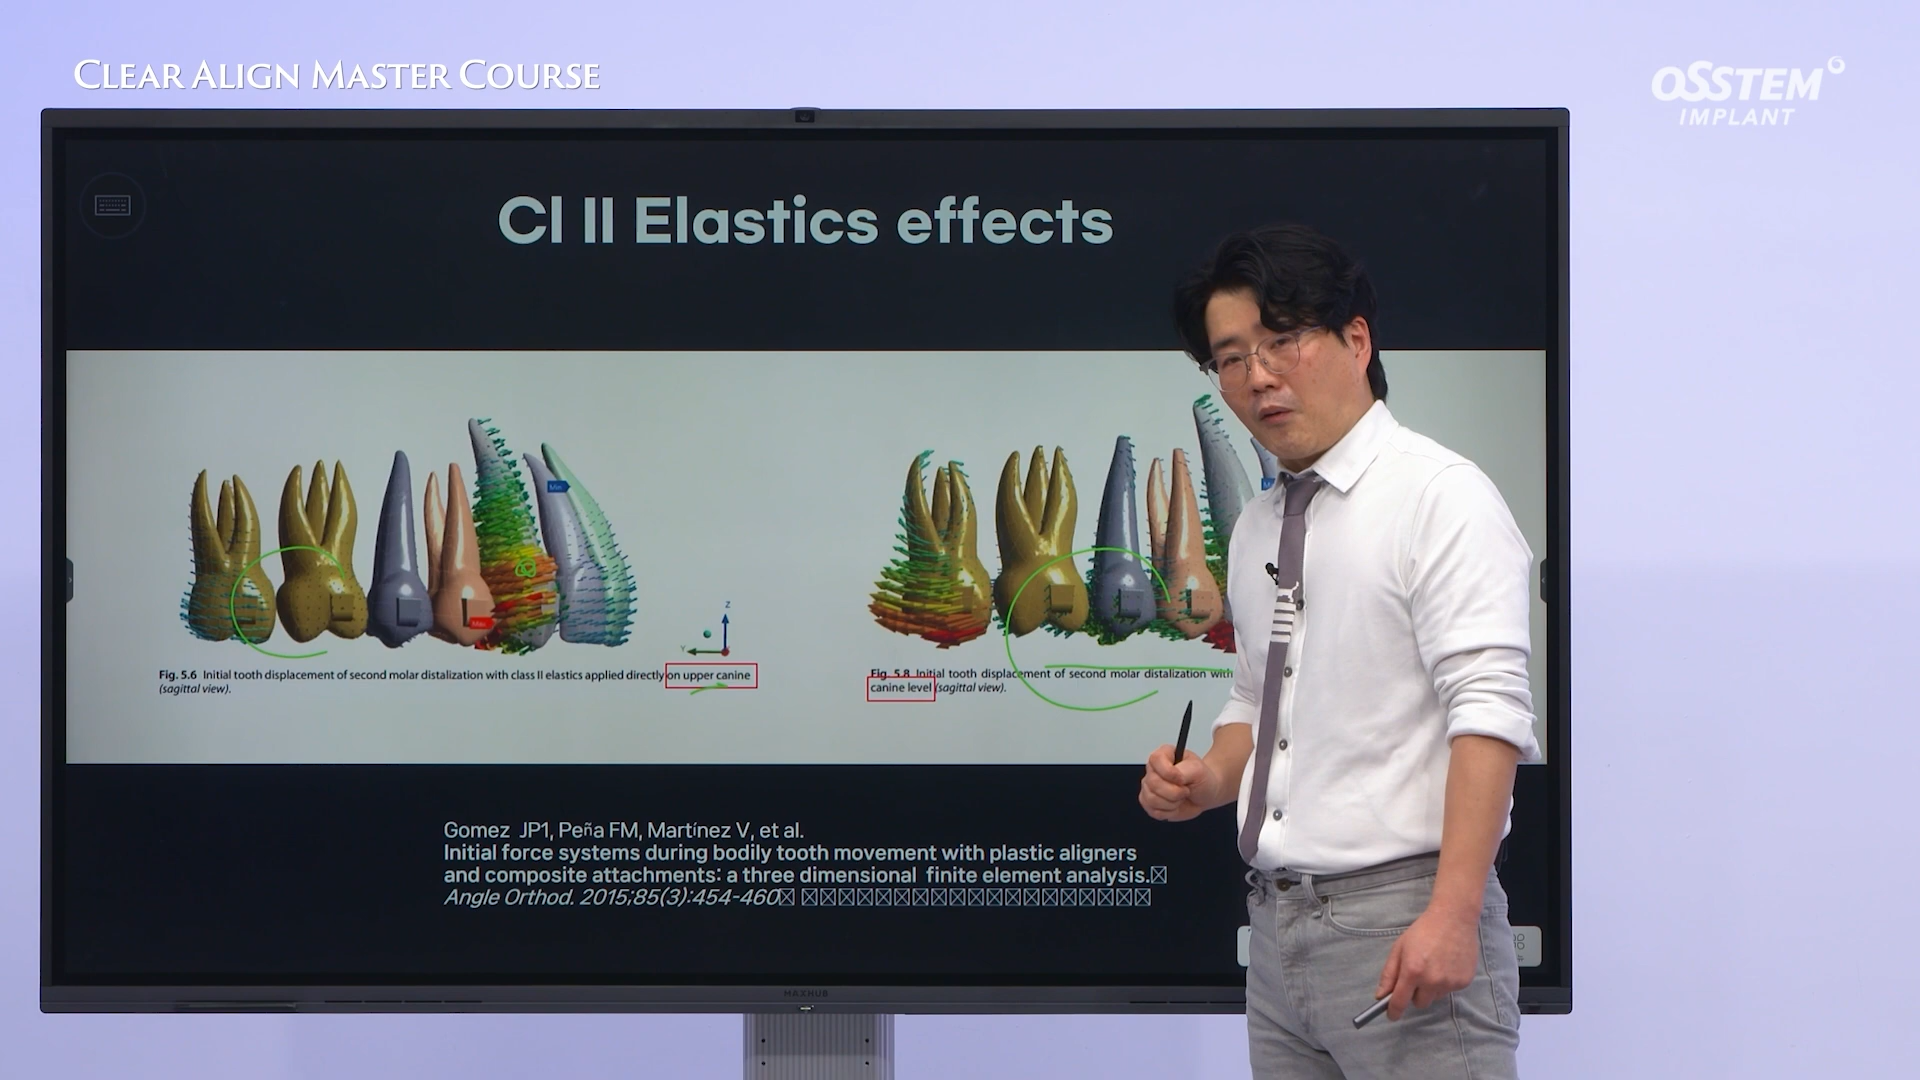 CLEAR ALIGN MASTER COURSE
OSSTEM
IMPLANT
Cl II Elastics effects
Min
Max
Z
Y
Fig. 5.6 Initial tooth displacement of second molar distalization with class II elastics applied directly on upper canine
(sagittal view).
Fig. 5.8 Initial tooth displacement of second molar distalization with
canine level (sagittal view).
Gomez JP1, Peña FM, Martínez V, et al.
Initial force systems during bodily tooth movement with plastic aligners
and composite attachments: a three dimensional finite element analysis.
Angle Orthod. 2015;85(3):454-460
MAXHUB